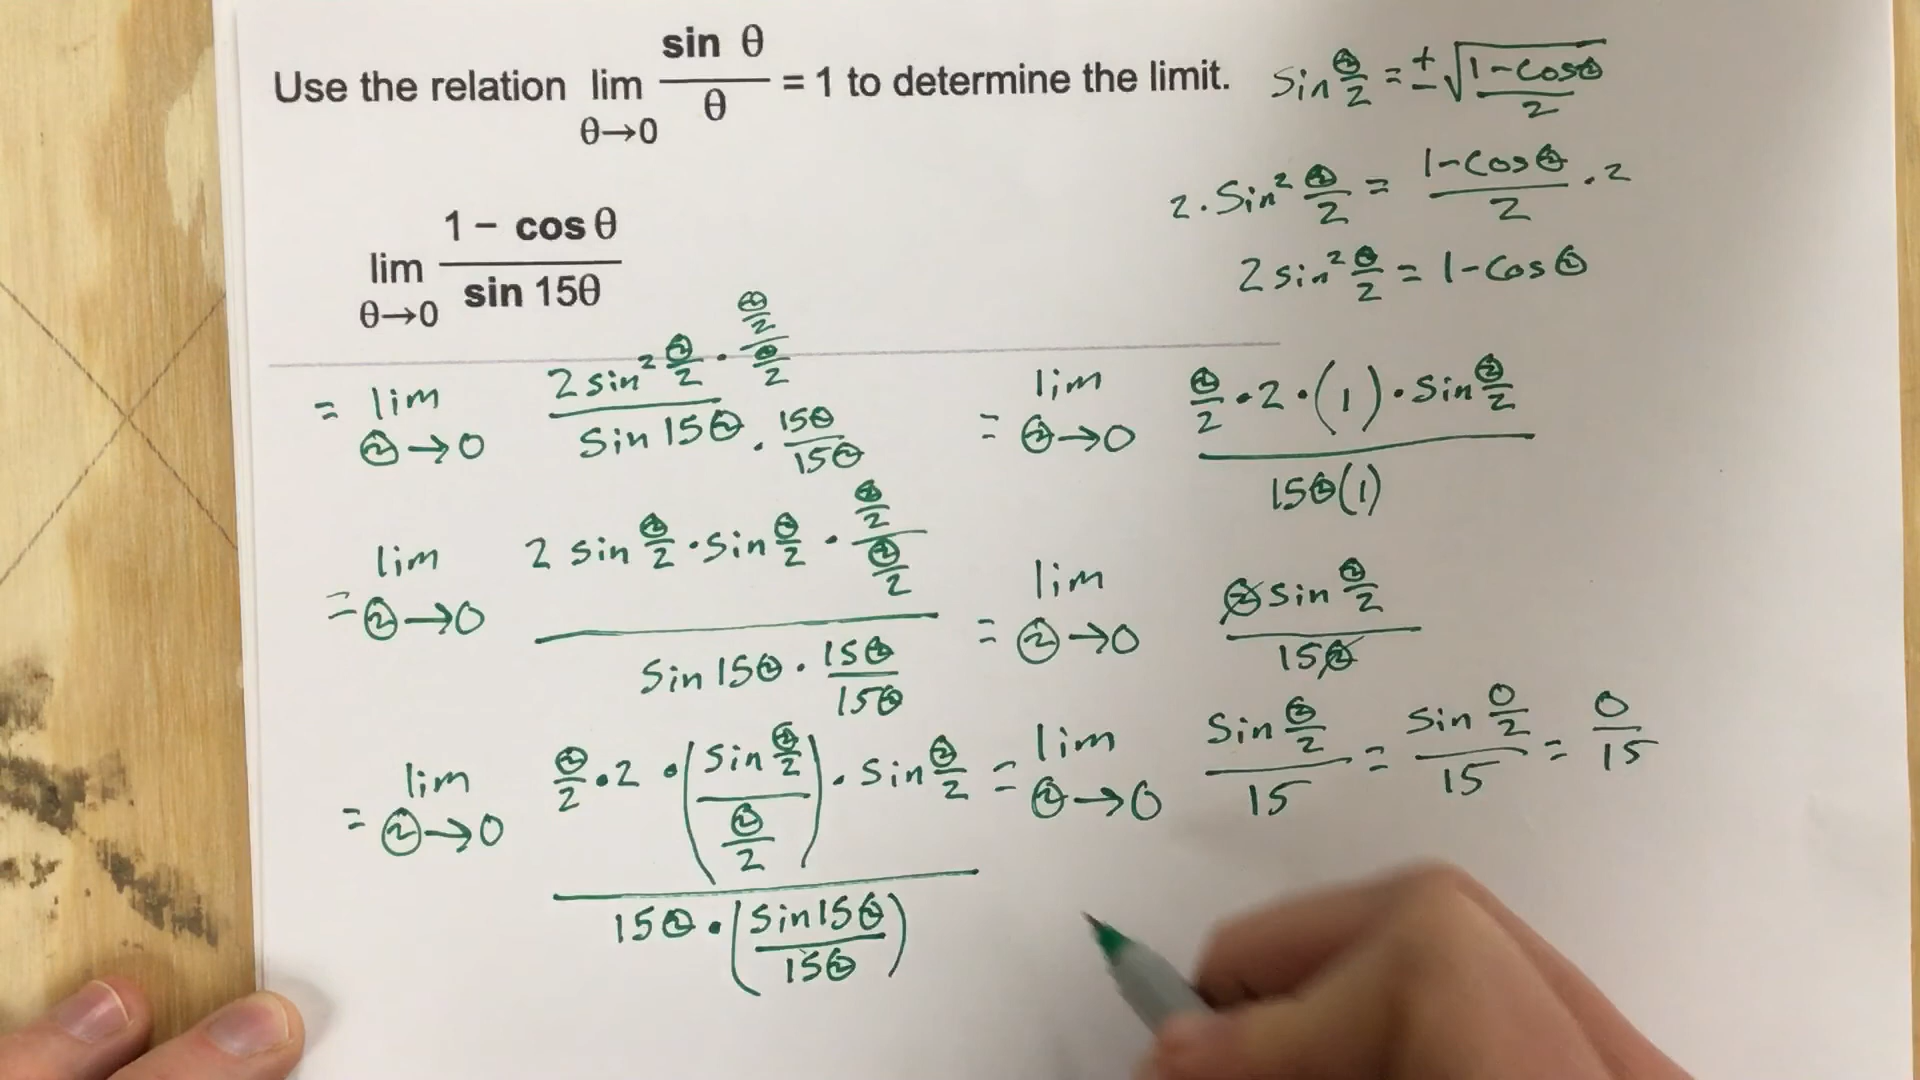 Use the relation lim θ→0 sin θ / θ = 1 to determine the limit.
lim θ→0 1 − cos θ / sin 15θ
sin θ/2 = ± √(1-cosθ / 2)
2 · Sin² θ/2 = 1-cosθ / 2 · 2
2 sin² θ/2 = 1-cosθ
= lim θ→0 2 sin² θ/2 · (θ/2)/(θ/2) / sin 15θ · 15θ/15θ
= lim θ→0 2 sin θ/2 · sin θ/2 · (θ/2)/(θ/2) / Sin 15θ · 15θ/15θ
= lim θ→0 θ/2 · 2 · (sin θ/2 / θ/2) · sin θ/2 / 15θ · (sin 15θ / 15θ)
= lim θ→0 θ/2 · 2 · (1) · sin θ/2 / 15θ(1)
= lim θ→0 θ sin θ/2 / 15θ
= lim θ→0 Sin θ/2 / 15 = sin 0/2 / 15 = 0/15